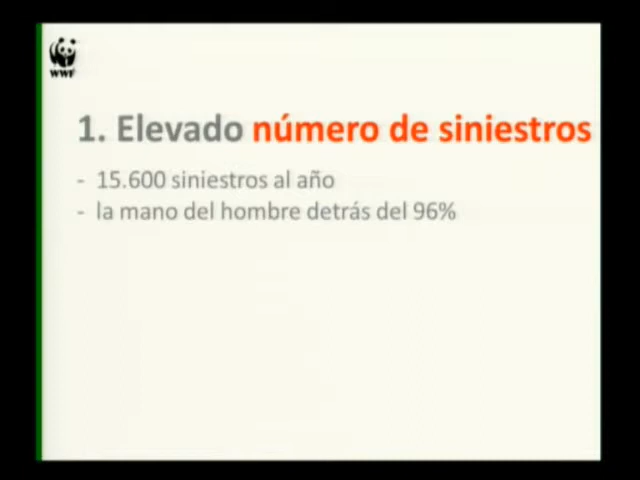 WWF
1. Elevado número de siniestros
- 15.600 siniestros al año
- la mano del hombre detrás del 96%